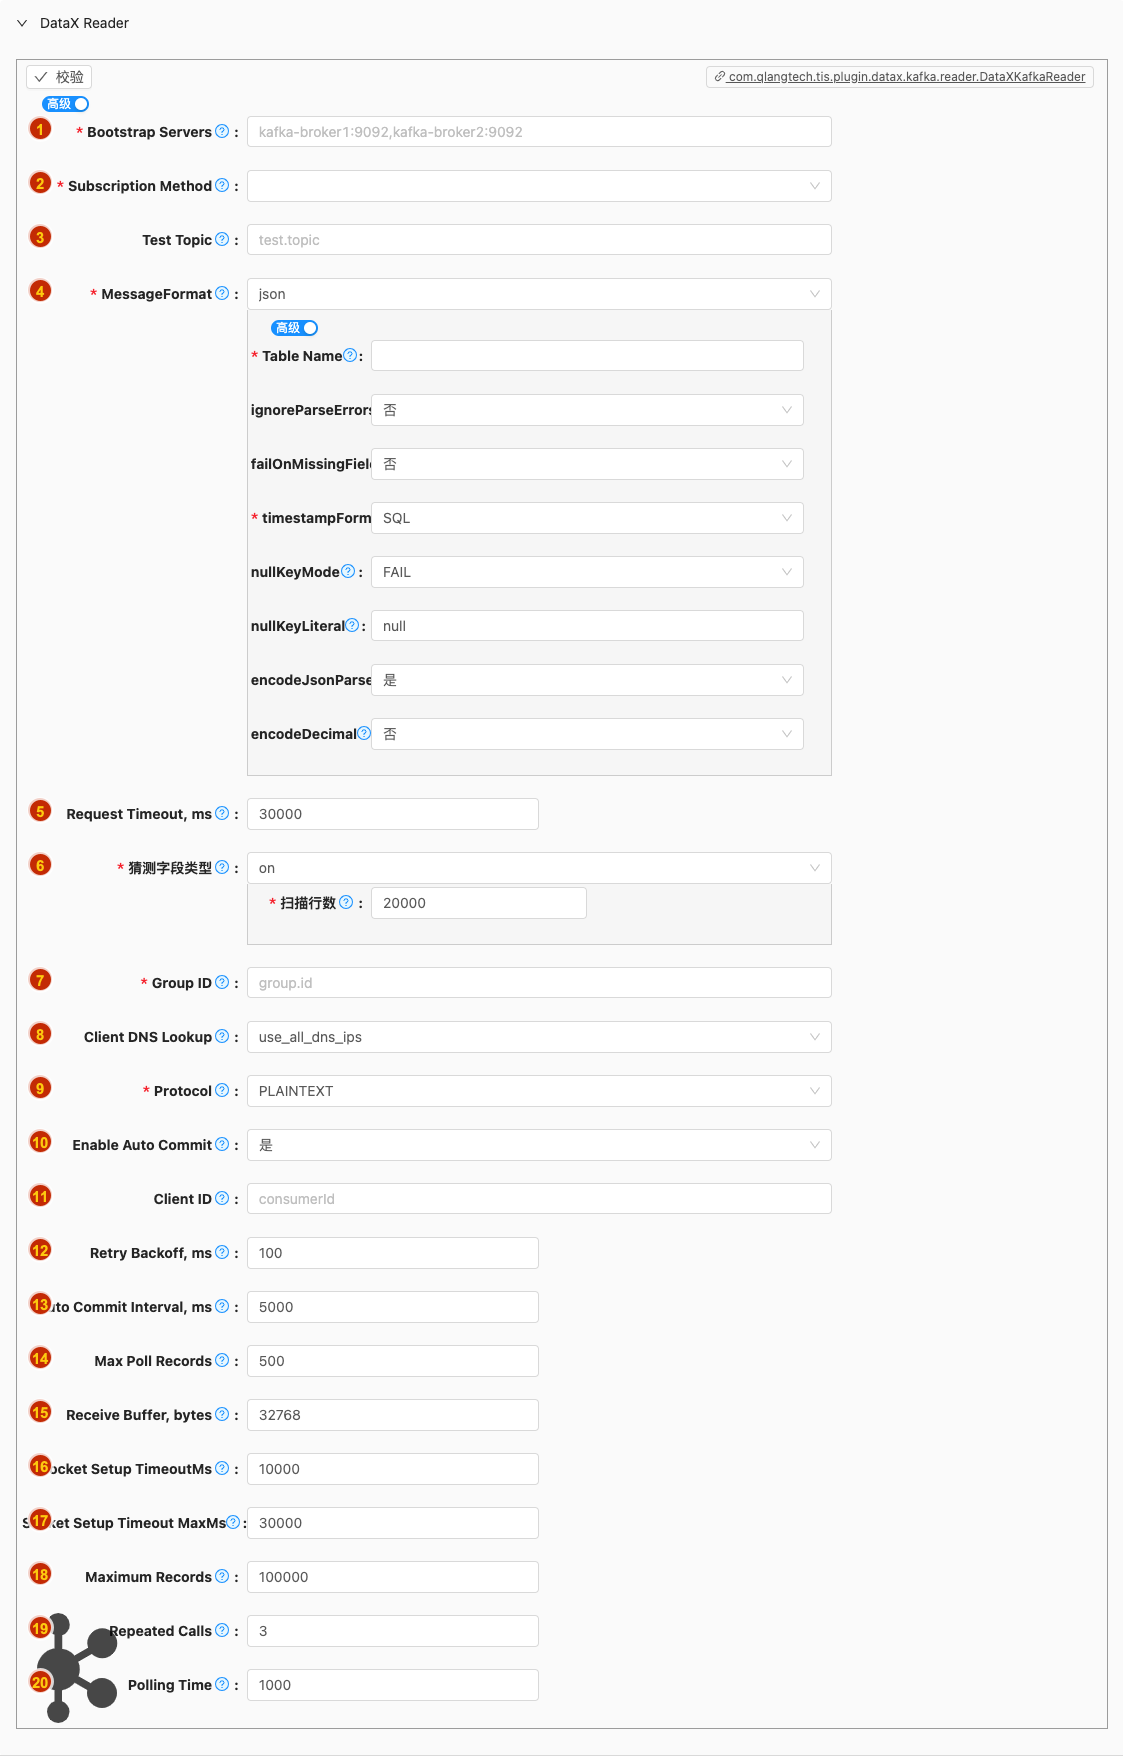 DataX Reader
校验
com.qlangtech.tis.plugin.datax.kafka.reader.DataXKafkaReader
高级
1 * Bootstrap Servers ? : kafka-broker1:9092,kafka-broker2:9092
2 * Subscription Method ? :
3 Test Topic ? : test.topic
4 * MessageFormat ? : json
高级
* Table Name ? :
ignoreParseErrors 否
failOnMissingField 否
* timestampForm SQL
nullKeyMode ? : FAIL
nullKeyLiteral ? : null
encodeJsonParse 是
encodeDecimal ? 否
5 Request Timeout, ms ? : 30000
6 * 猜测字段类型 ? : on
* 扫描行数 ? : 20000
7 * Group ID ? : group.id
8 Client DNS Lookup ? : use_all_dns_ips
9 * Protocol ? : PLAINTEXT
10 Enable Auto Commit ? : 是
11 Client ID ? : consumerId
12 Retry Backoff, ms ? : 100
13 uto Commit Interval, ms ? : 5000
14 Max Poll Records ? : 500
15 Receive Buffer, bytes ? : 32768
16 ocket Setup TimeoutMs ? : 10000
17 Socket Setup Timeout MaxMs ? : 30000
18 Maximum Records ? : 100000
19 Repeated Calls ? : 3
20 Polling Time ? : 1000